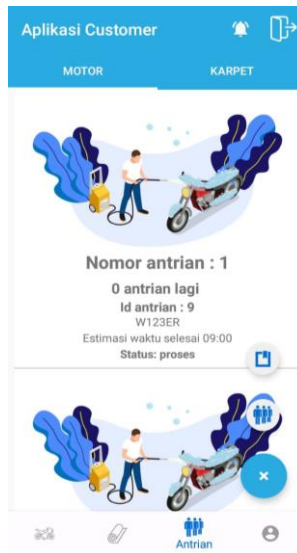 Aplikasi Customer
MOTOR
KARPET
Nomor antrian : 1
0 antrian lagi
Id antrian : 9
W123ER
Estimasi waktu selesai 09:00
Status: proses
Antrian